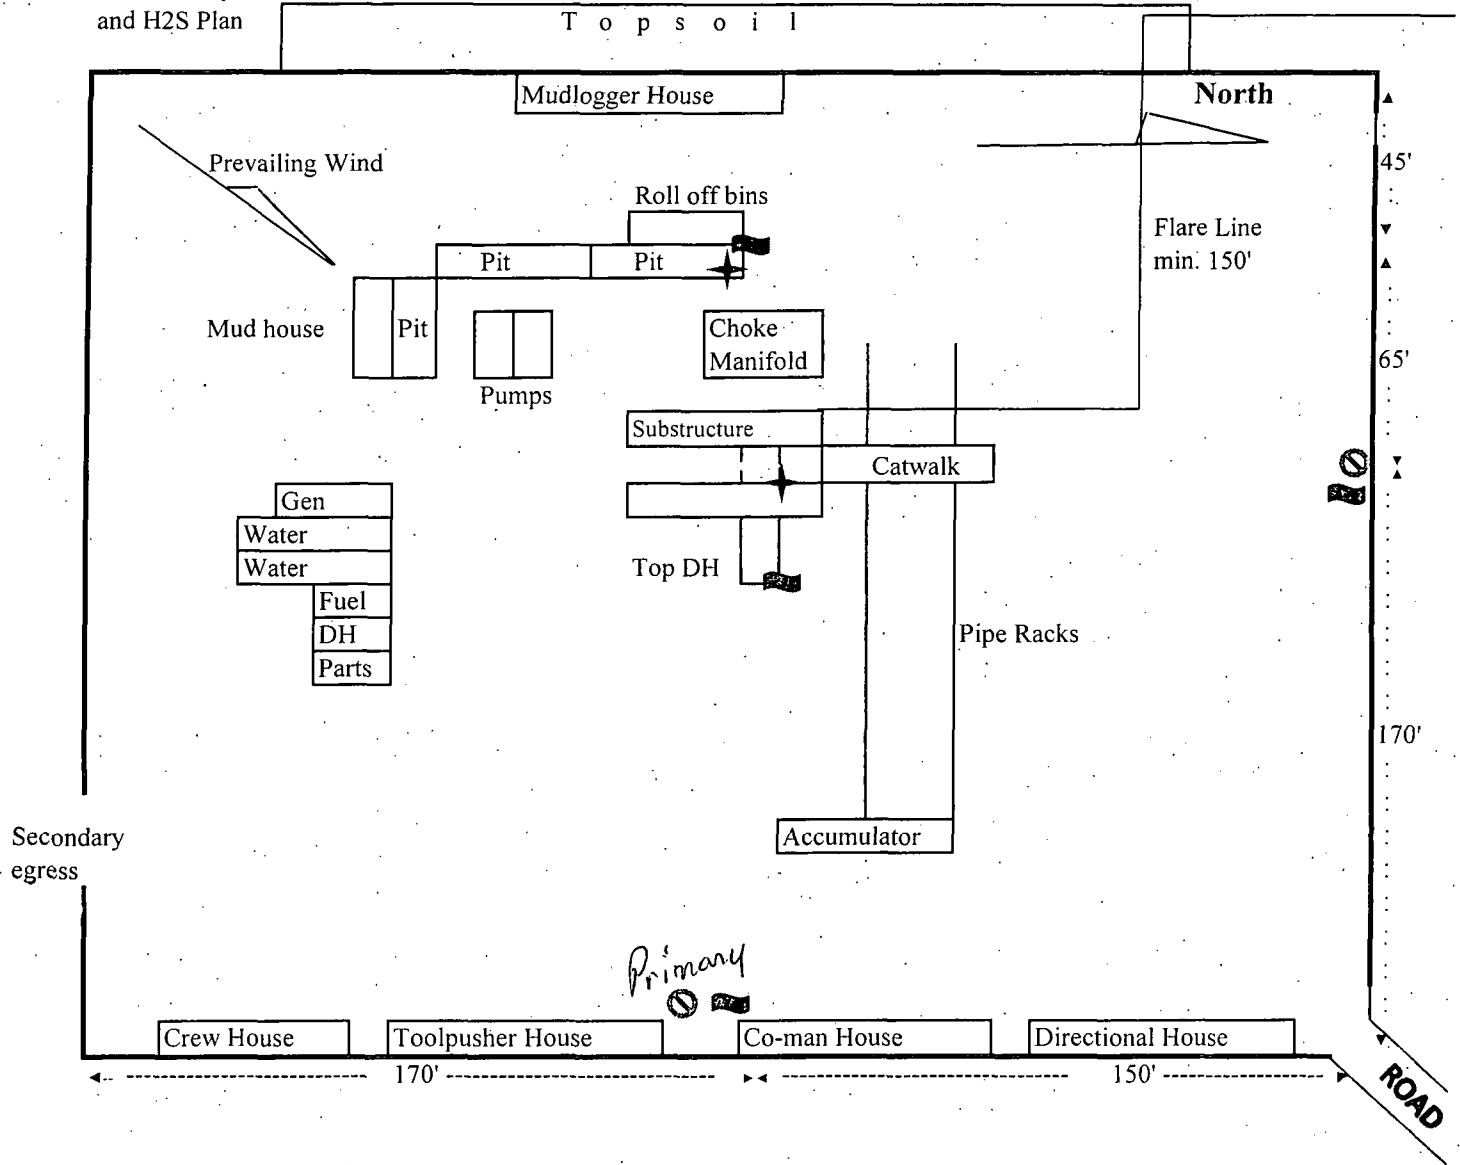 and H2S Plan
T o p s o i l
Mudlogger House
North
Prevailing Wind
45'
Roll off bins
Flare Line
min. 150'
Pit
Pit
Mud house
Pit
Choke
Manifold
65'
Pumps
Substructure
Catwalk
Gen
Water
Water
Top DH
Fuel
DH
Pipe Racks
Parts
170'
Secondary
egress
Accumulator
Primary
Crew House
Toolpusher House
Co-man House
Directional House
170'
150'
ROAD